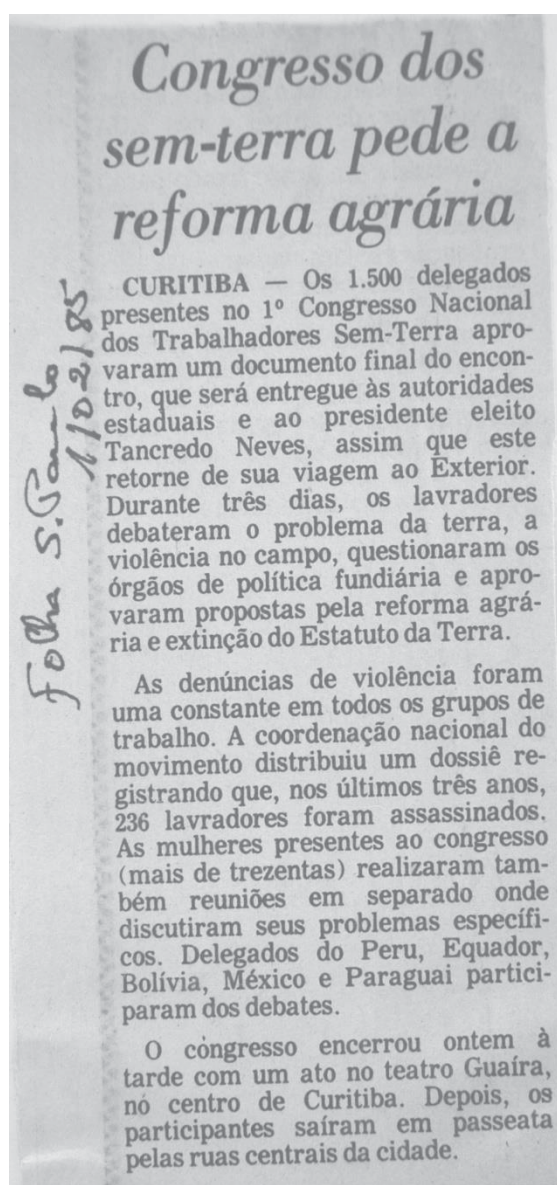 Congresso dos
sem-terra pede a
reforma agrária
Folha S. Paulo
1/02/85
CURITIBA — Os 1.500 delegados
presentes no 1º Congresso Nacional
dos Trabalhadores Sem-Terra apro-
varam um documento final do encon-
tro, que será entregue às autoridades
estaduais e ao presidente eleito
Tancredo Neves, assim que este
retorne de sua viagem ao Exterior.
Durante três dias, os lavradores
debateram o problema da terra, a
violência no campo, questionaram os
órgãos de política fundiária e apro-
varam propostas pela reforma agrá-
ria e extinção do Estatuto da Terra.
As denúncias de violência foram
uma constante em todos os grupos de
trabalho. A coordenação nacional do
movimento distribuiu um dossiê re-
gistrando que, nos últimos três anos,
236 lavradores foram assassinados.
As mulheres presentes ao congresso
(mais de trezentas) realizaram tam-
bém reuniões em separado onde
discutiram seus problemas específi-
cos. Delegados do Peru, Equador,
Bolívia, México e Paraguai partici-
param dos debates.
O congresso encerrou ontem à
tarde com um ato no teatro Guaíra,
no centro de Curitiba. Depois, os
participantes saíram em passeata
pelas ruas centrais da cidade.